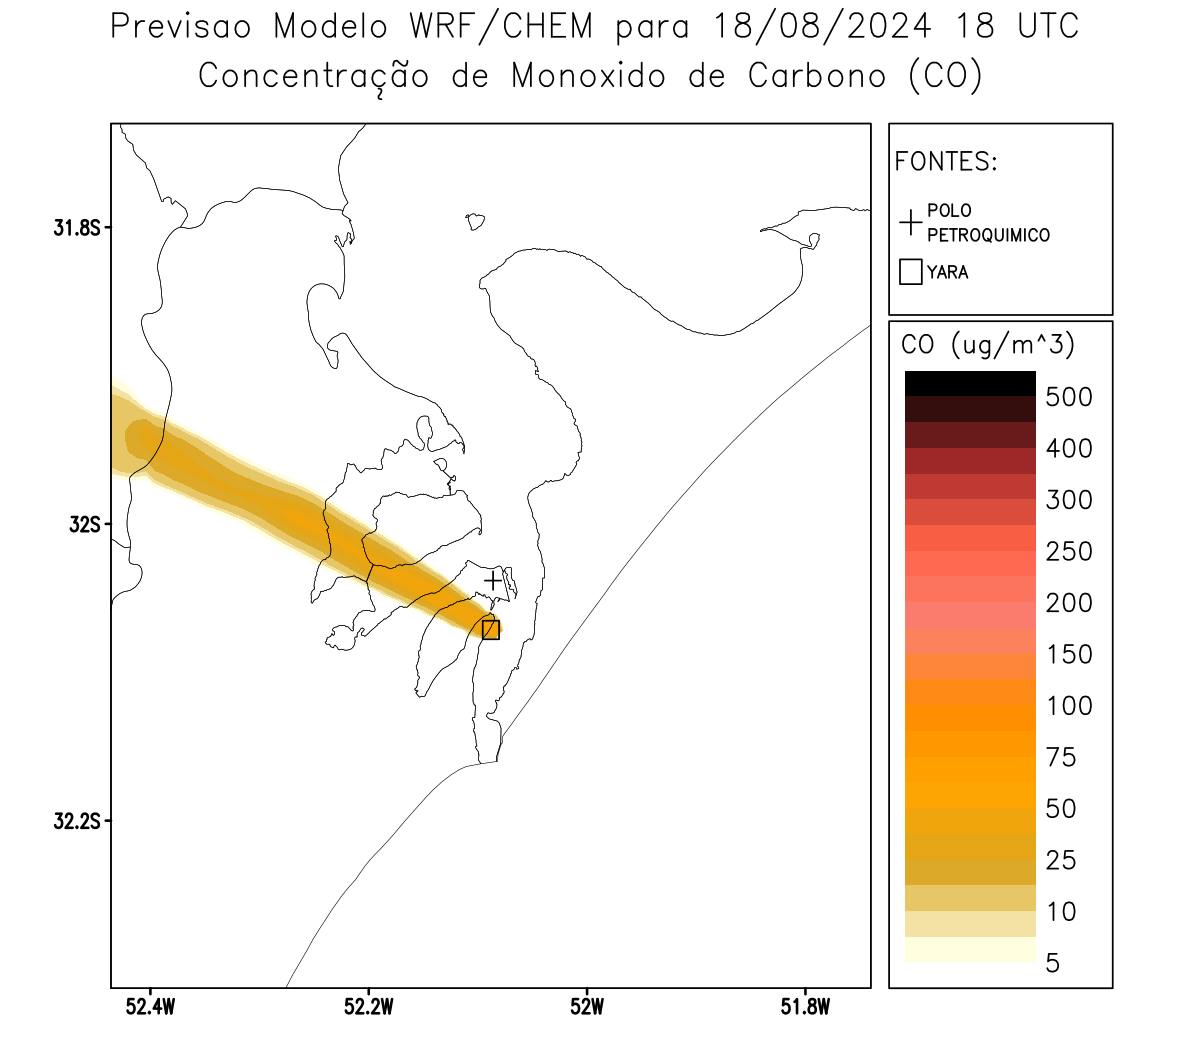 Previsao Modelo WRF/CHEM para 18/08/2024 18 UTC
Concentração de Monoxido de Carbono (CO)
FONTES:
POLO
PETROQUIMICO
YARA
31.8S
32S
32.2S
52.4W
52.2W
52W
51.8W
CO (ug/m^3)
500
400
300
250
200
150
100
75
50
25
10
5